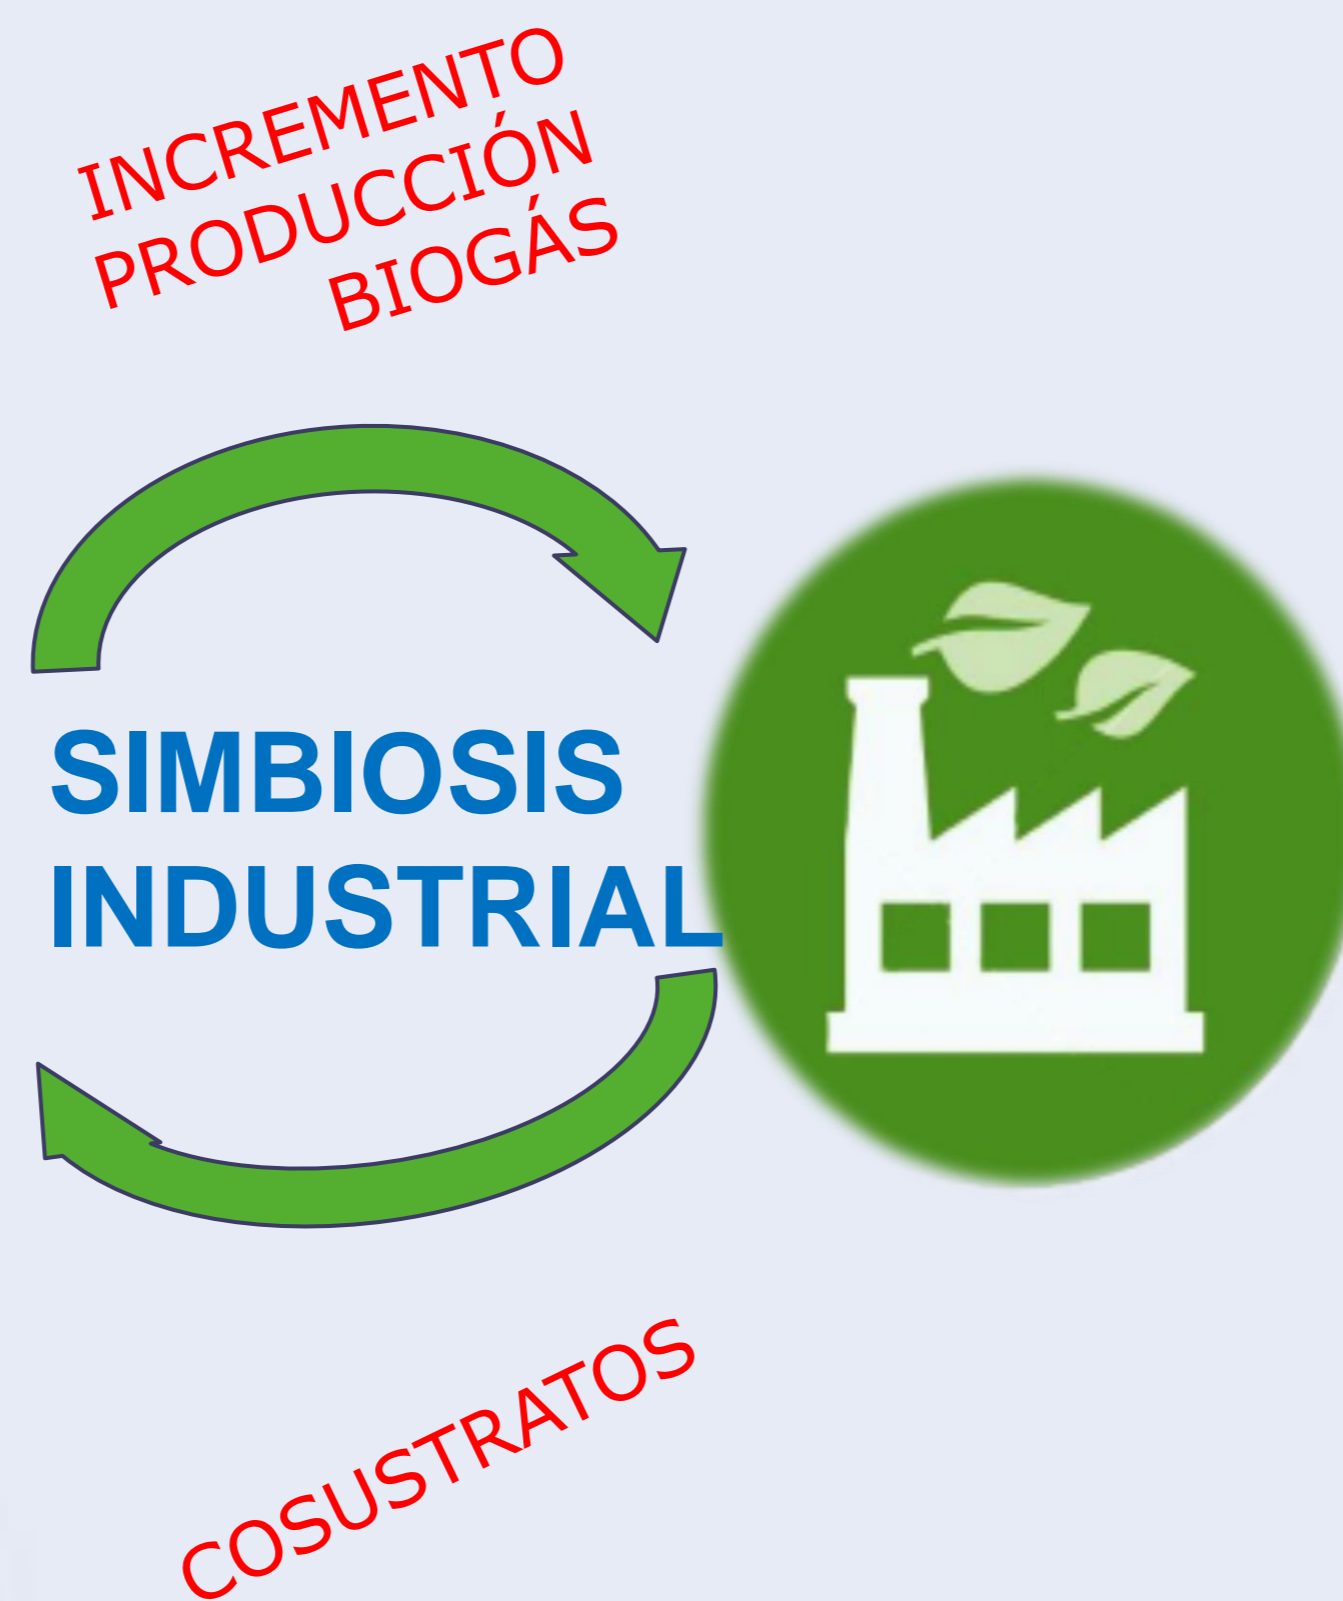 INCREMENTO
PRODUCCIÓN
BIOGÁS
SIMBIOSIS
INDUSTRIAL
COSUSTRATOS